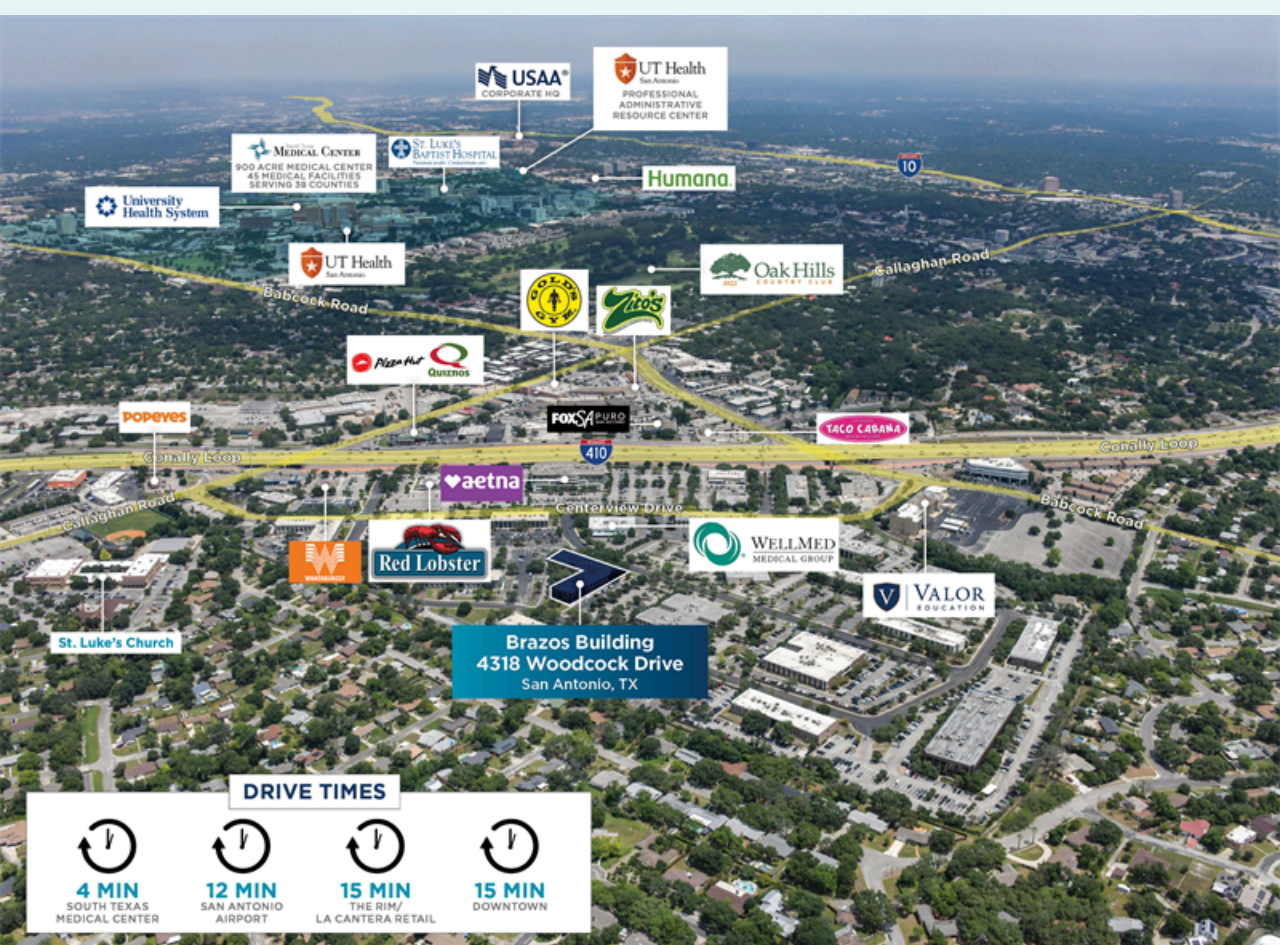 USAA®
CORPORATE HQ
UT Health
San Antonio
PROFESSIONAL
ADMINISTRATIVE
RESOURCE CENTER
South Texas
MEDICAL CENTER
900 ACRE MEDICAL CENTER
45 MEDICAL FACILITIES
SERVING 38 COUNTIES
ST. LUKE'S
BAPTIST HOSPITAL
10
Humana.
University
Health System
UT Health
San Antonio
Oak Hills
1922 COUNTRY CLUB
Callaghan Road
Babcock Road
GOLD'S
GYM
Zito's
Pizza Hut
QUIZNOS
POPEYES
FOX SA PURO
TACO CABANA
410
Conally Loop
Conally Loop
aetna
Callaghan Road
Centerview Drive
Babcock Road
WHATABURGER
Red Lobster
WELLMED
MEDICAL GROUP
VALOR
EDUCATION
St. Luke's Church
Brazos Building
4318 Woodcock Drive
San Antonio, TX
DRIVE TIMES
4 MIN
SOUTH TEXAS
MEDICAL CENTER
12 MIN
SAN ANTONIO
AIRPORT
15 MIN
THE RIM/
LA CANTERA RETAIL
15 MIN
DOWNTOWN